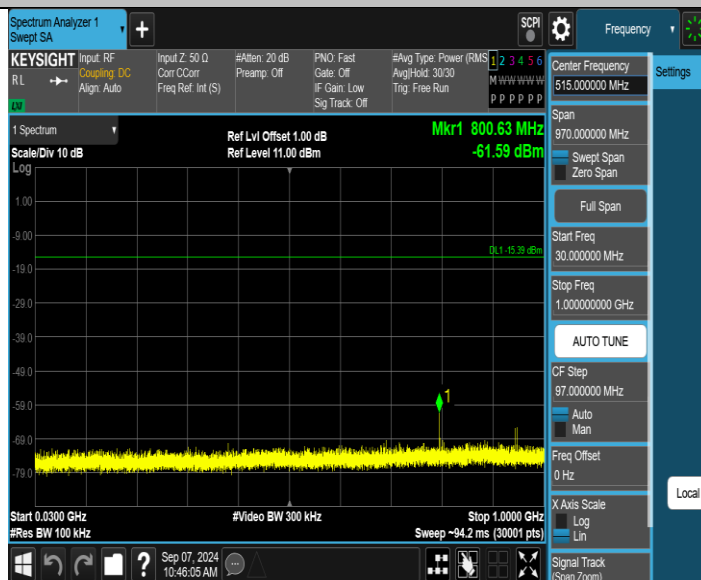 Spectrum Analyzer 1
Swept SA
SCPI
Frequency
KEYSIGHT
RL
Input: RF
Coupling: DC
Align: Auto
Input Z: 50 Ω
Corr CCorr
Freq Ref: Int (S)
#Atten: 20 dB
Preamp: Off
PNO: Fast
Gate: Off
IF Gain: Low
Sig Track: Off
#Avg Type: Power (RMS
Avg|Hold: 30/30
Trig: Free Run
1 2 3 4 5 6
M W W W W W
P P P P P P
Center Frequency
515.000000 MHz
Settings
Span
970.000000 MHz
Swept Span
Zero Span
Full Span
Start Freq
30.000000 MHz
Stop Freq
1.000000000 GHz
AUTO TUNE
CF Step
97.000000 MHz
Auto
Man
Freq Offset
0 Hz
X Axis Scale
Log
Lin
Signal Track
(Span Zoom)
Local
1 Spectrum
Scale/Div 10 dB
Log
Ref Lvl Offset 1.00 dB
Ref Level 11.00 dBm
Mkr1 800.63 MHz
-61.59 dBm
1.00
-9.00
DL1 -15.39 dBm
-19.0
-29.0
-39.0
-49.0
-59.0
1
-69.0
-79.0
Start 0.0300 GHz
#Video BW 300 kHz
Stop 1.0000 GHz
#Res BW 100 kHz
Sweep ~94.2 ms (30001 pts)
?
Sep 07, 2024
10:46:05 AM